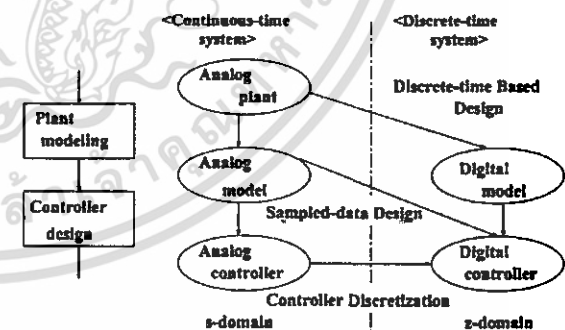 <Continuous-time
system>
<Discrete-time
system>
Analog
plant
Discrete-time Based
Design
Plant
modeling
Analog
model
Digital
model
Sampled-data Design
Controller
design
Analog
controller
Digital
controller
Controller Discretization
s-domain
z-domain